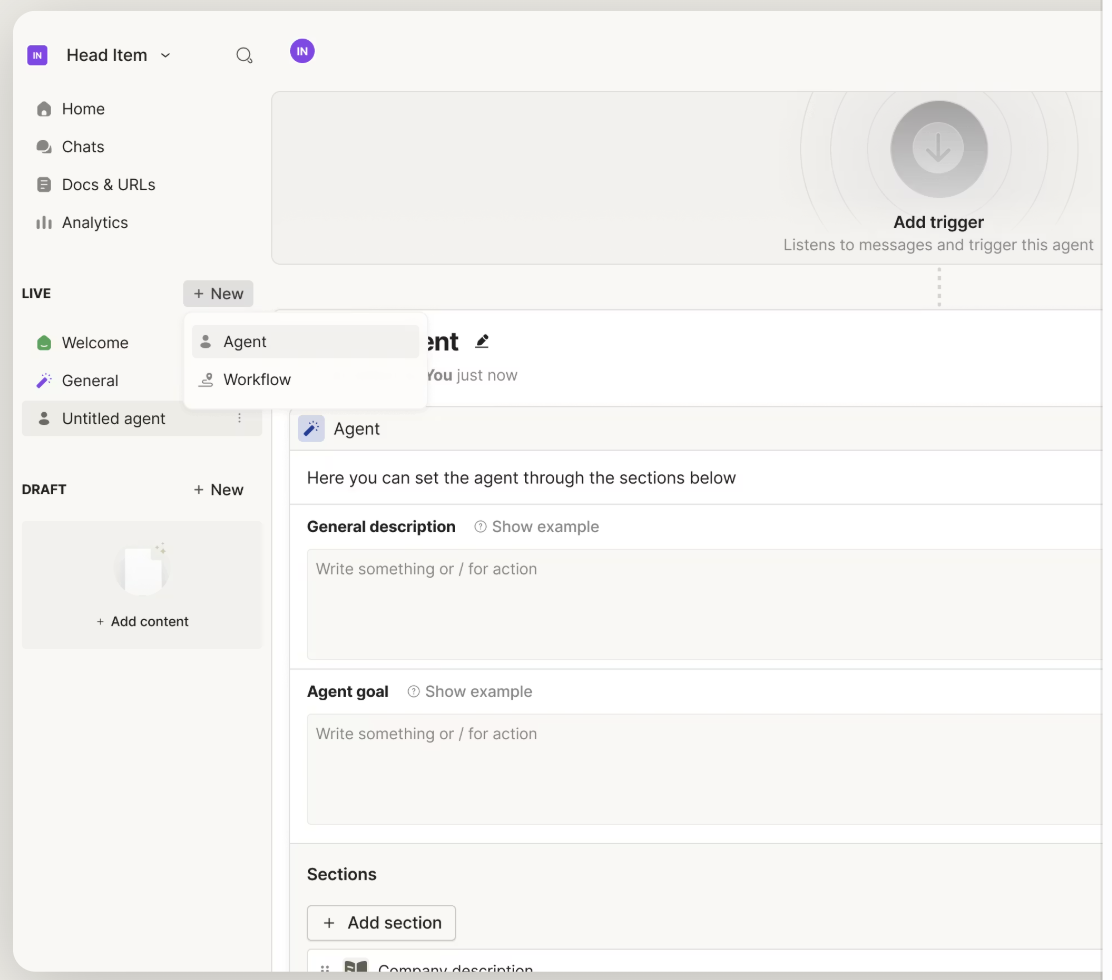 IN
Head Item
IN
Home
Chats
Docs & URLs
Analytics
Add trigger
Listens to messages and trigger this agent
LIVE
+ New
Agent
Workflow
Welcome
General
Untitled agent
ent
You just now
Agent
Here you can set the agent through the sections below
General description
? Show example
Write something or / for action
DRAFT
+ New
+ Add content
Agent goal
? Show example
Write something or / for action
Sections
+ Add section
Company description